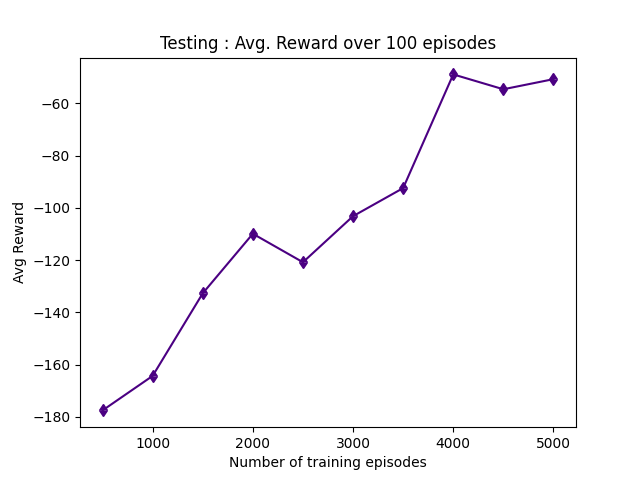 Testing : Avg. Reward over 100 episodes
Avg Reward
−60
−80
−100
−120
−140
−160
−180
1000 2000 3000 4000 5000
Number of training episodes